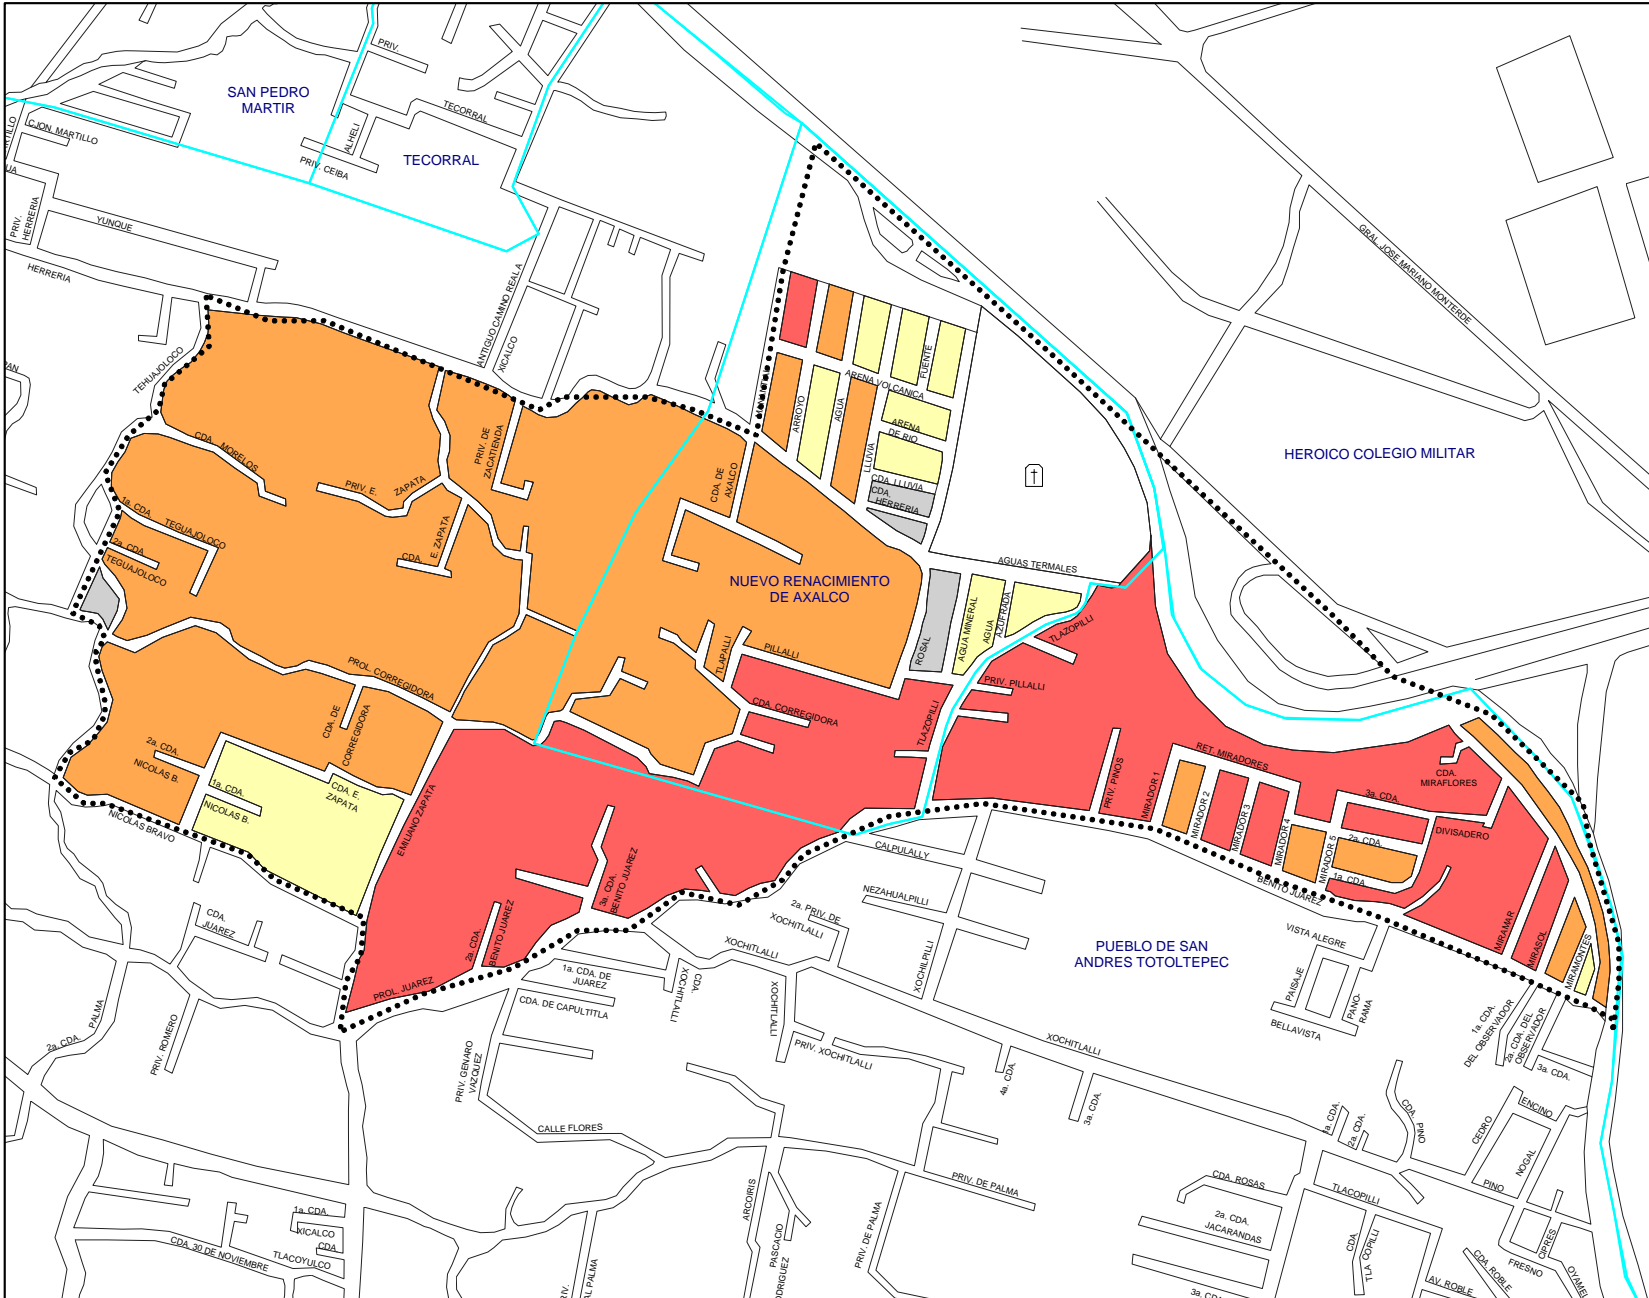 SAN PEDRO
MARTIR
PRIV.
TECORRAL
ALHELI
PRIV. CEIBA
TECORRAL
CJON. MARTILLO
PRIV.
HERRERIA
YUNQUE
HERRERIA
TEHUAJOLOCO
ANTIGUO CAMINO REAL A
XICALCO
GRAL. JOSE MARIANO MONTERDE
HEROICO COLEGIO MILITAR
ARENA VOLCANICA
FUENTE
ARROYO
AGUA
ARENA
DE RIO
LLUVIA
CDA. LLUVIA
CDA.
HERRERIA
AGUAS TERMALES
CDA. MORELOS
PRIV. E.
ZAPATA
PRIV. DE
ZACATIENDA
CDA. DE
AXALCO
1a. CDA.
TEGUAJOLOCO
2a. CDA.
TEGUAJOLOCO
CDA.
E. ZAPATA
NUEVO RENACIMIENTO
DE AXALCO
ROSAL
AGUA MINERAL
AGUA
AZUFRADA
TLAZOPILLI
TLAPALLI
PILLALLI
PRIV. PILLALLI
PROL. CORREGIDORA
CDA. DE
CORREGIDORA
CDA. CORREGIDORA
TLAZOPILLI
2a. CDA.
NICOLAS B.
1a. CDA.
NICOLAS B.
CDA. E.
ZAPATA
NICOLAS BRAVO
EMILIANO ZAPATA
PRIV. PINOS
MIRADOR 1
RET. MIRADORES
MIRADOR 2
MIRADOR 3
MIRADOR 4
MIRADOR 5
CDA.
MIRAFLORES
3a. CDA.
DIVISADERO
2a. CDA.
1a. CDA.
BENITO JUAREZ
MIRAMAR
MIRASOL
MIRAMONTES
3a. CDA.
BENITO JUAREZ
2a. CDA.
BENITO JUAREZ
PROL. JUAREZ
CALPULALLY
NEZAHUALPILLI
2a. PRIV. DE
XOCHITLALLI
XOCHITLALLI
XOCHILPILLI
PUEBLO DE SAN
ANDRES TOTOLTEPEC
VISTA ALEGRE
PAISAJE
PANO-
RAMA
BELLAVISTA
1a. CDA.
DEL OBSERVADOR
2a. CDA. DEL
OBSERVADOR
3a. CDA.
CDA.
JUAREZ
1a. CDA. DE
JUAREZ
CDA. DE CAPULTITLA
CDA.
XOCHITLALLI
XOCHITLALLI
PRIV. XOCHITLALLI
XOCHITLALLI
4a. CDA.
3a. CDA.
PALMA
2a. CDA.
PRIV. ROMERO
PRIV. GENARO
VAZQUEZ
CALLE FLORES
2a. CDA.
CDA.
PINO
CEDRO
ENCINO
NOGAL
PINO
CDA. ROSAS
TLACOPILLI
2a. CDA.
JACARANDAS
CDA.
TLA COPILLI
CIPRES
FRESNO
CDA. ROBLE
AV. ROBLE
PRIV. DE PALMA
PRIV. DE PALMA
ARCOIRIS
PASCACIO
1a. CDA.
XICALCO
CDA.
TLACOYULCO
CDA. 30 DE NOVIEMBRE